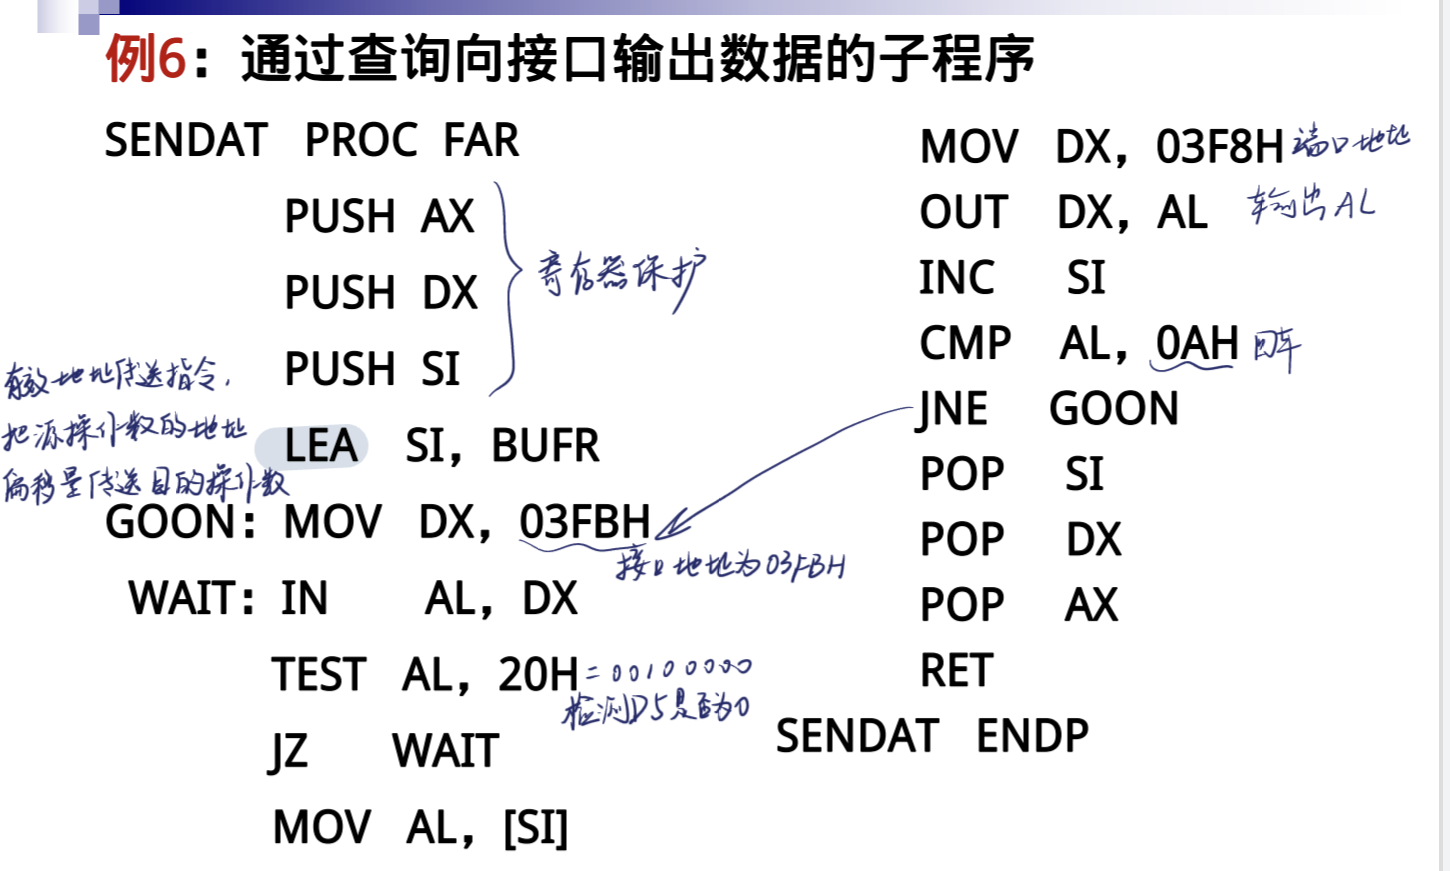 例6：通过查询向接口输出数据的子程序
SENDAT PROC FAR
PUSH AX
PUSH DX
寄存器保护
PUSH SI
有效地址传送指令，
把源操作数的地址
偏移量传送目的操作数
LEA SI，BUFR
GOON：MOV DX，03FBH
接口地址为03FBH
WAIT：IN AL，DX
TEST AL，20H=00100000
检测D5是否为0
JZ WAIT
MOV AL，[SI]
MOV DX，03F8H 端口地址
OUT DX，AL 输出AL
INC SI
CMP AL，0AH 回车
JNE GOON
POP SI
POP DX
POP AX
RET
SENDAT ENDP